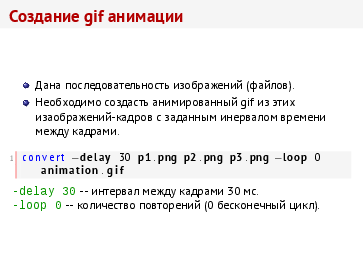 Создание gif анимации
Дана последовательность изображений (файлов).
Необходимо создасть анимированный gif из этих
изаображений-кадров с заданным инервалом времени
между кадрами.
1 convert −delay 30 p1.png p2.png p3.png −loop 0
animation.gif
-delay 30 -- интервал между кадрами 30 мс.
-loop 0 -- количество повторений (0 бесконечный цикл).